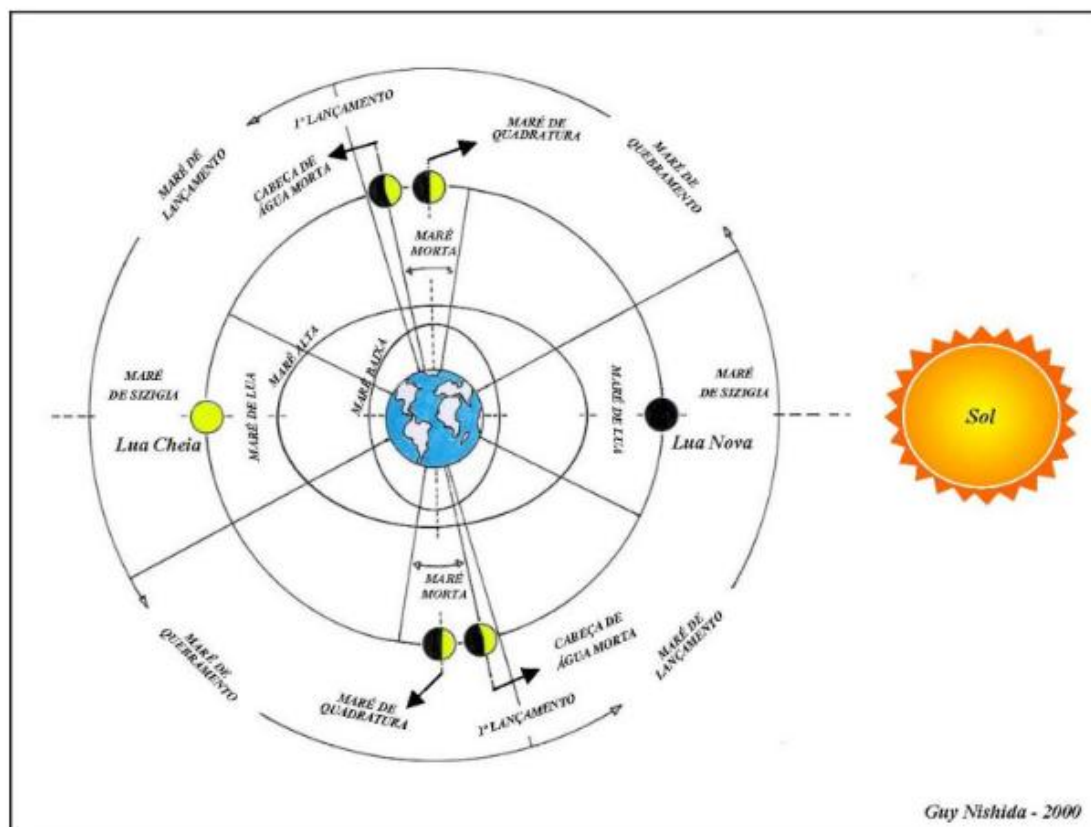 1ª LANÇAMENTO
MARÉ DE
QUADRATURA
MARÉ DE
QUEBRAMENTO
CABEÇA DE
ÁGUA MORTA
MARÉ DE
LANÇAMENTO
MARÉ
MORTA
MARÉ ALTA
MARÉ BAIXA
MARÉ
DE SIZIGIA
MARÉ DE LUA
Lua Cheia
MARÉ DE LUA
MARÉ
DE SIZIGIA
Lua Nova
Sol
MARÉ
MORTA
MARÉ DE
QUEBRAMENTO
MARÉ DE
QUADRATURA
CABEÇA DE
ÁGUA MORTA
MARÉ DE
LANÇAMENTO
1ª LANÇAMENTO
Guy Nishida - 2000